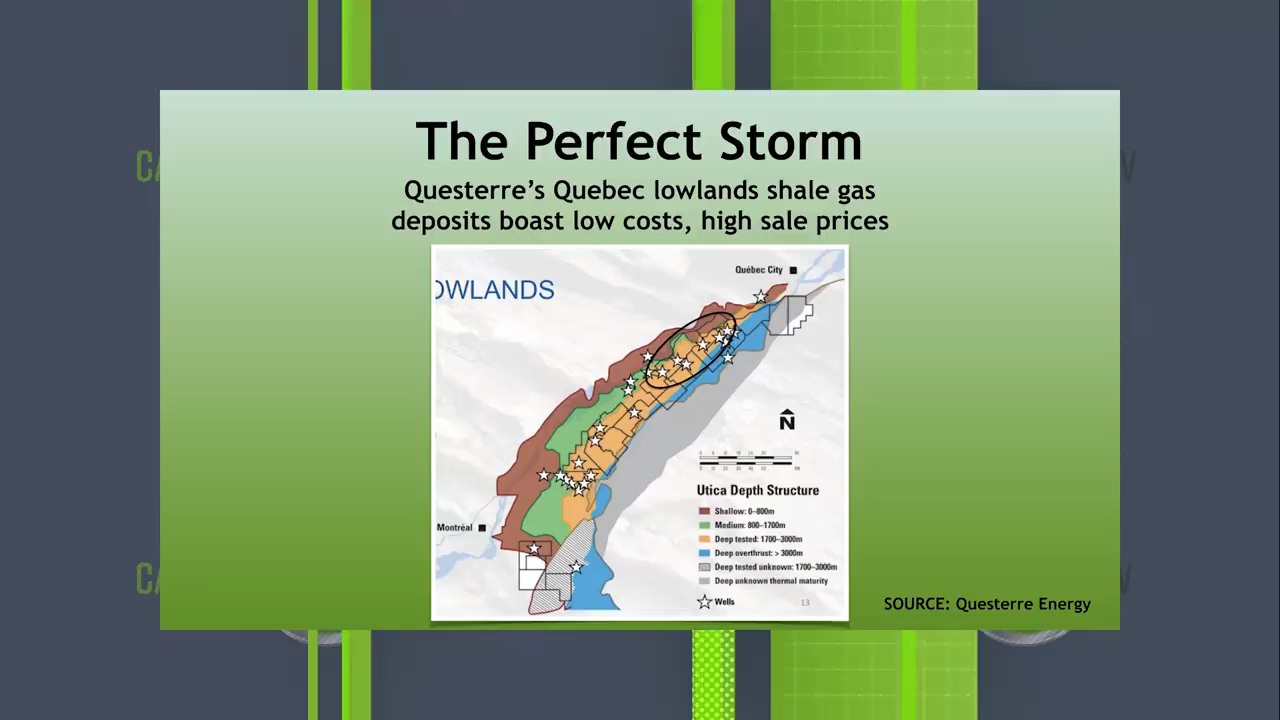 The Perfect Storm
Questerre’s Quebec lowlands shale gas
deposits boast low costs, high sale prices
OWLANDS
Québec City
N
Montréal
Utica Depth Structure
Shallow: 0–800m
Medium: 800–1700m
Deep tested: 1700–3000m
Deep overthrust: > 3000m
Deep tested unknown: 1700–3000m
Deep unknown thermal maturity
Wells
13
SOURCE: Questerre Energy
CA
V
CA
V